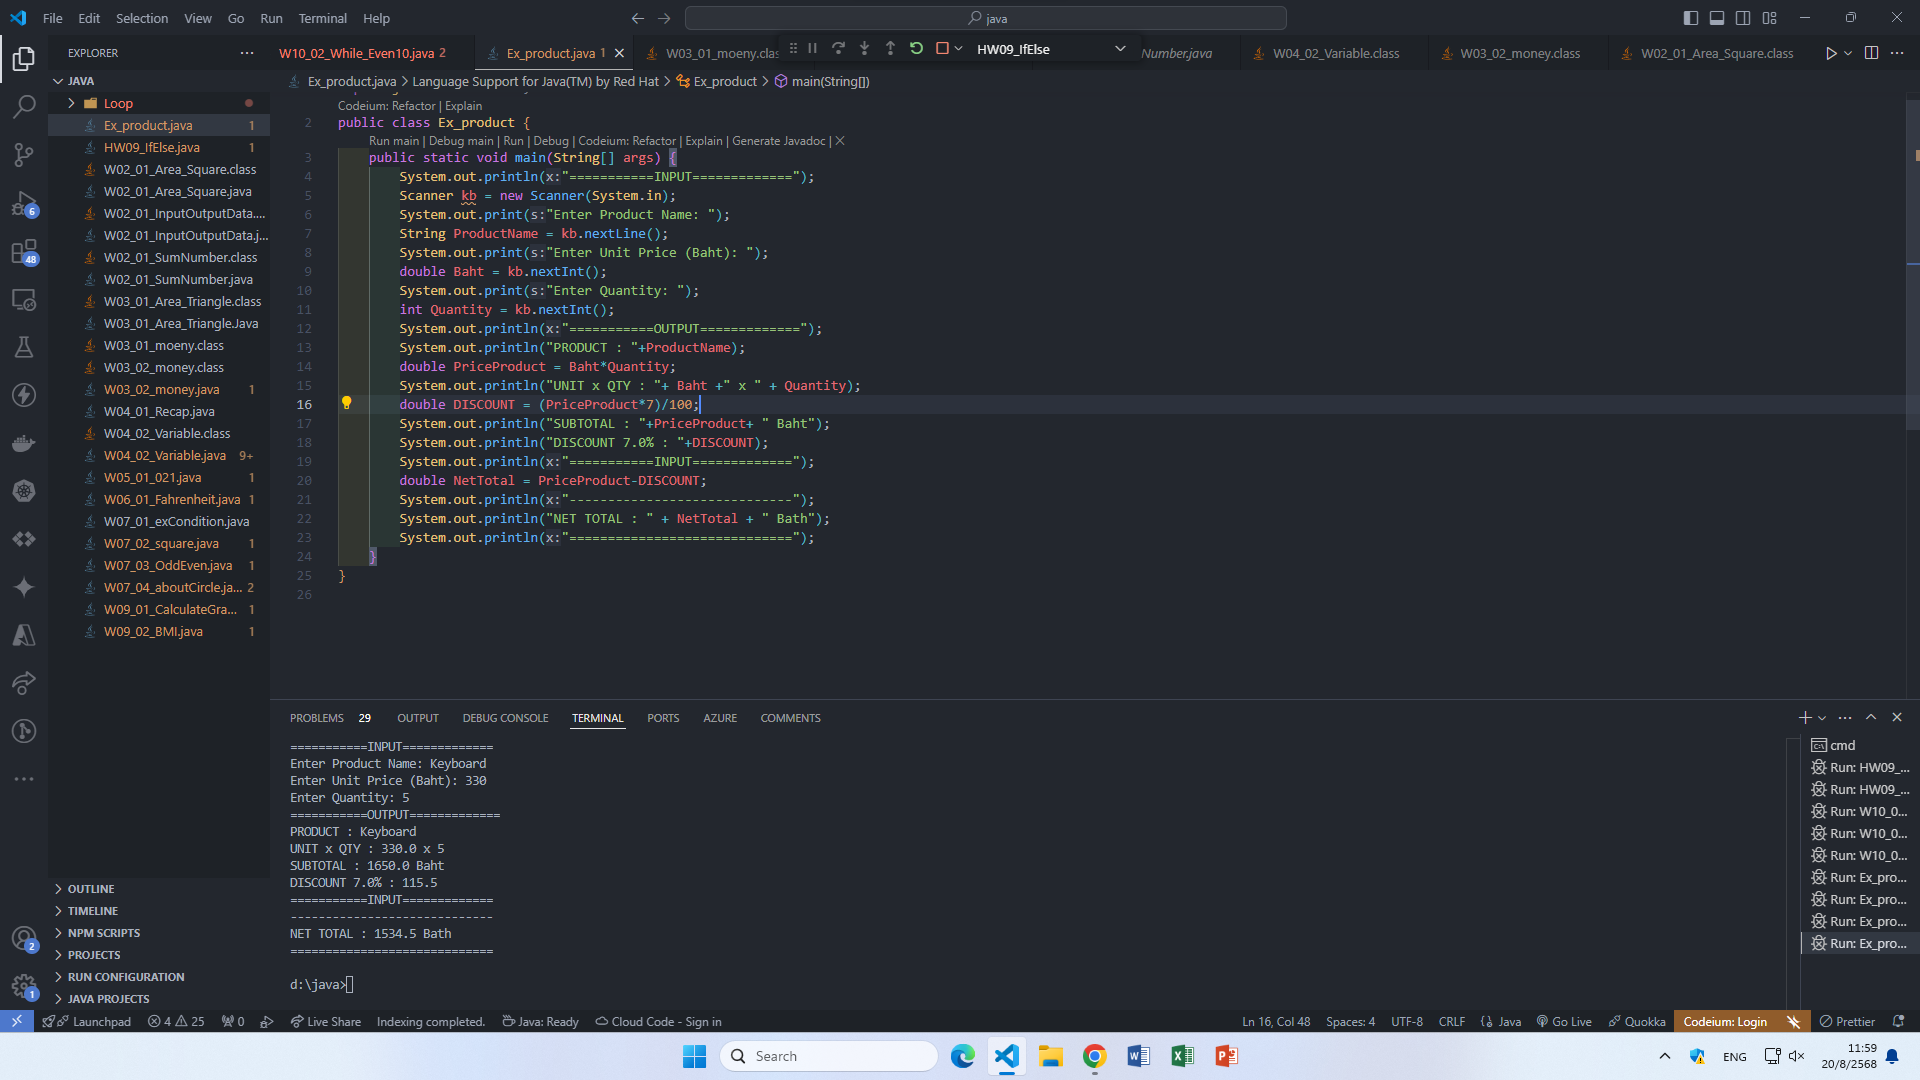 File Edit Selection View Go Run Terminal Help
java
EXPLORER
W10_02_While_Even10.java 2
Ex_product.java 1
W03_01_moeny.clas
HW09_IfElse
Number.java
W04_02_Variable.class
W03_02_money.class
W02_01_Area_Square.class
JAVA
Ex_product.java > Language Support for Java(TM) by Red Hat > Ex_product > main(String[])
Loop
Ex_product.java 1
HW09_IfElse.java 1
W02_01_Area_Square.class
W02_01_Area_Square.java
W02_01_InputOutputData....
W02_01_InputOutputData.j...
W02_01_SumNumber.class
W02_01_SumNumber.java
W03_01_Area_Triangle.class
W03_01_Area_Triangle.Java
W03_01_moeny.class
W03_02_money.class
W03_02_money.java 1
W04_01_Recap.java
W04_02_Variable.class
W04_02_Variable.java 9+
W05_01_021.java 1
W06_01_Fahrenheit.java 1
W07_01_exCondition.java
W07_02_square.java 1
W07_03_OddEven.java 1
W07_04_aboutCircle.ja... 2
W09_01_CalculateGra... 1
W09_02_BMI.java 1
6
48
2
1
OUTLINE
TIMELINE
NPM SCRIPTS
PROJECTS
RUN CONFIGURATION
JAVA PROJECTS
Codeium: Refactor | Explain
2 public class Ex_product {
Run main | Debug main | Run | Debug | Codeium: Refactor | Explain | Generate Javadoc | X
3 public static void main(String[] args) {
4 System.out.println(x:"===========INPUT=============");
5 Scanner kb = new Scanner(System.in);
6 System.out.print(s:"Enter Product Name: ");
7 String ProductName = kb.nextLine();
8 System.out.print(s:"Enter Unit Price (Baht): ");
9 double Baht = kb.nextInt();
10 System.out.print(s:"Enter Quantity: ");
11 int Quantity = kb.nextInt();
12 System.out.println(x:"===========OUTPUT=============");
13 System.out.println("PRODUCT : "+ProductName);
14 double PriceProduct = Baht*Quantity;
15 System.out.println("UNIT x QTY : "+ Baht +" x " + Quantity);
16 double DISCOUNT = (PriceProduct*7)/100;
17 System.out.println("SUBTOTAL : "+PriceProduct+ " Baht");
18 System.out.println("DISCOUNT 7.0% : "+DISCOUNT);
19 System.out.println(x:"===========INPUT=============");
20 double NetTotal = PriceProduct-DISCOUNT;
21 System.out.println(x:"-----------------------------");
22 System.out.println("NET TOTAL : " + NetTotal + " Bath");
23 System.out.println(x:"=============================");
24 }
25 }
26
PROBLEMS 29 OUTPUT DEBUG CONSOLE TERMINAL PORTS AZURE COMMENTS
===========INPUT=============
Enter Product Name: Keyboard
Enter Unit Price (Baht): 330
Enter Quantity: 5
===========OUTPUT=============
PRODUCT : Keyboard
UNIT x QTY : 330.0 x 5
SUBTOTAL : 1650.0 Baht
DISCOUNT 7.0% : 115.5
===========INPUT=============
-----------------------------
NET TOTAL : 1534.5 Bath
=============================
d:\java>
cmd
Run: HW09_...
Run: HW09_...
Run: W10_0...
Run: W10_0...
Run: W10_0...
Run: Ex_pro...
Run: Ex_pro...
Run: Ex_pro...
Run: Ex_pro...
Launchpad 4 25 0 Live Share Indexing completed. Java: Ready Cloud Code - Sign in
Ln 16, Col 48 Spaces: 4 UTF-8 CRLF {} Java Go Live Quokka Codeium: Login Prettier
Search
ENG
11:59
20/8/2568